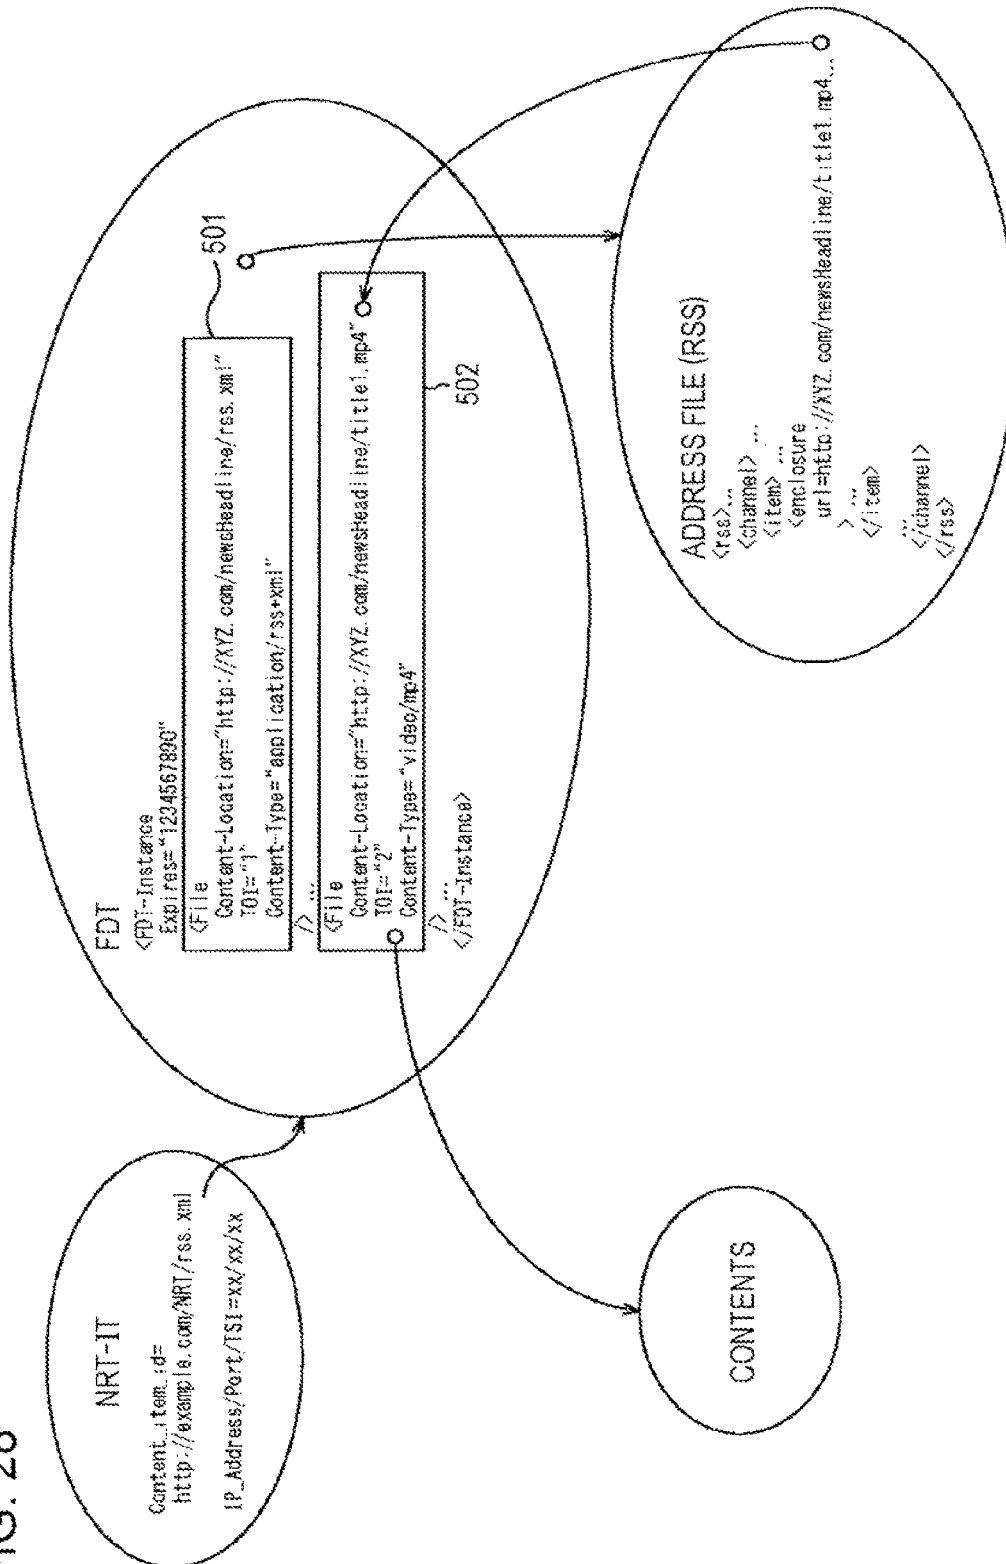 FIG. 28
NRT-IT
Content_item_id=
http://example.com/NRT/rss.xml
IP_Address/Port/TSI=xx/xx/xx
FDT
<FDT-Instance
Expires="1234567890"
<File
Content-Location="http://XYZ.com/newsHeadline/rss.xml"
TOI="1"
Content-Type="application/rss+xml"
/> ...
501
<File
Content-Location="http://XYZ.com/newsHeadline/title1.mp4"
TOI="2"
Content-Type="video/mp4"
/> ...
</FDT-Instance>
502
CONTENTS
ADDRESS FILE (RSS)
<rss>...
<channel> ...
<item> ...
<enclosure
url=http://XYZ.com/newsHeadline/title1.mp4...
> ...
</item>
...
</channel>
</rss>